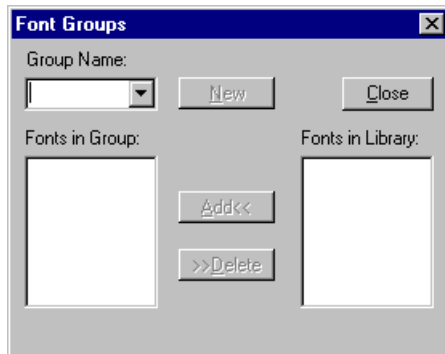 Font Groups
Group Name:
New
Close
Fonts in Group:
Fonts in Library:
Add<<
>>Delete